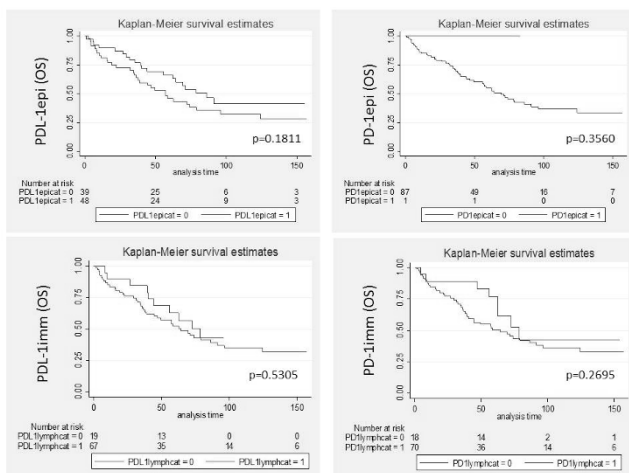 Kaplan-Meier survival estimates
PDL-1epi (OS)
1.00
0.75
0.50
0.25
0.00
p=0.1811
0 50 100 150
analysis time
Number at risk
PDL1epicat = 0 39 25 6 3
PDL1epicat = 1 48 24 9 3
PDL1epicat = 0 PDL1epicat = 1
Kaplan-Meier survival estimates
PD-1epi (OS)
1.00
0.75
0.50
0.25
0.00
p=0.3560
0 50 100 150
analysis time
Number at risk
PD1epicat = 0 87 49 16 7
PD1epicat = 1 1 1 0 0
PD1epicat = 0 PD1epicat = 1
Kaplan-Meier survival estimates
PDL-1imm (OS)
1.00
0.75
0.50
0.25
0.00
p=0.5305
0 50 100 150
analysis time
Number at risk
PDL1lymphcat = 0 19 13 0 0
PDL1lymphcat = 1 67 35 14 6
PDL1lymphcat = 0 PDL1lymphcat = 1
Kaplan-Meier survival estimates
PD-1imm (OS)
1.00
0.75
0.50
0.25
0.00
p=0.2695
0 50 100 150
analysis time
Number at risk
PD1lymphcat = 0 18 14 2 1
PD1lymphcat = 1 70 36 14 6
PD1lymphcat = 0 PD1lymphcat = 1